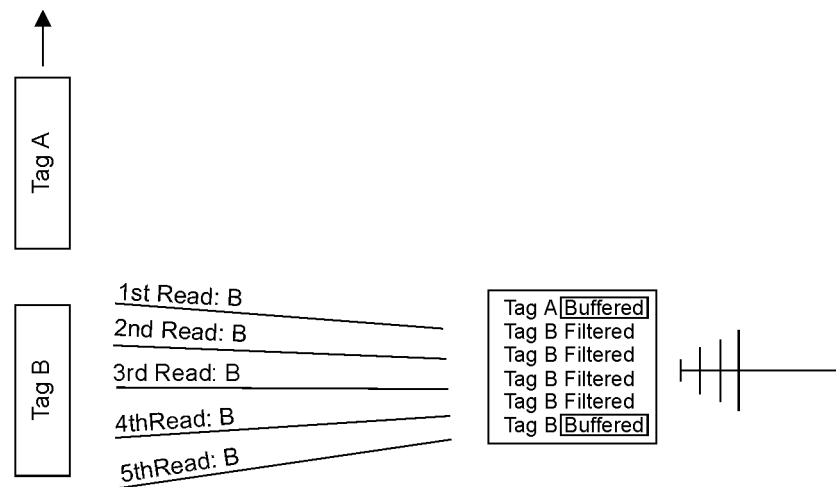 Tag A
Tag B
1st Read: B
2nd Read: B
3rd Read: B
4thRead: B
5thRead: B
Tag A Buffered
Tag B Filtered
Tag B Filtered
Tag B Filtered
Tag B Filtered
Tag B Buffered